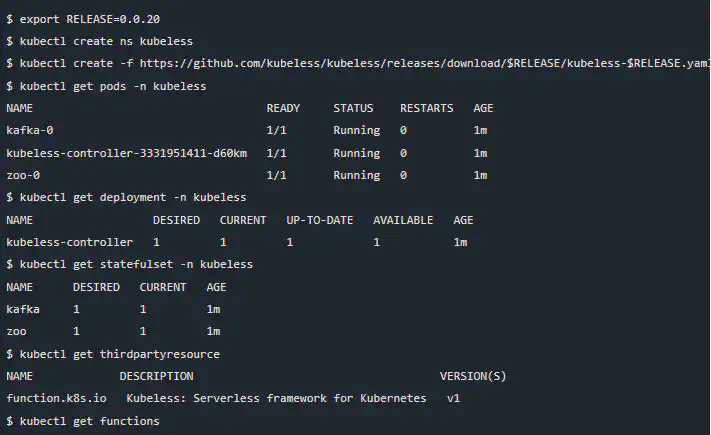 $ export RELEASE=0.0.20
$ kubectl create ns kubeless
$ kubectl create -f https://github.com/kubeless/kubeless/releases/download/$RELEASE/kubeless-$RELEASE.yaml
$ kubectl get pods -n kubeless
NAME READY STATUS RESTARTS AGE
kafka-0 1/1 Running 0 1m
kubeless-controller-3331951411-d60km 1/1 Running 0 1m
zoo-0 1/1 Running 0 1m
$ kubectl get deployment -n kubeless
NAME DESIRED CURRENT UP-TO-DATE AVAILABLE AGE
kubeless-controller 1 1 1 1 1m
$ kubectl get statefulset -n kubeless
NAME DESIRED CURRENT AGE
kafka 1 1 1m
zoo 1 1 1m
$ kubectl get thirdpartyresource
NAME DESCRIPTION VERSION(S)
function.k8s.io Kubeless: Serverless framework for Kubernetes v1
$ kubectl get functions